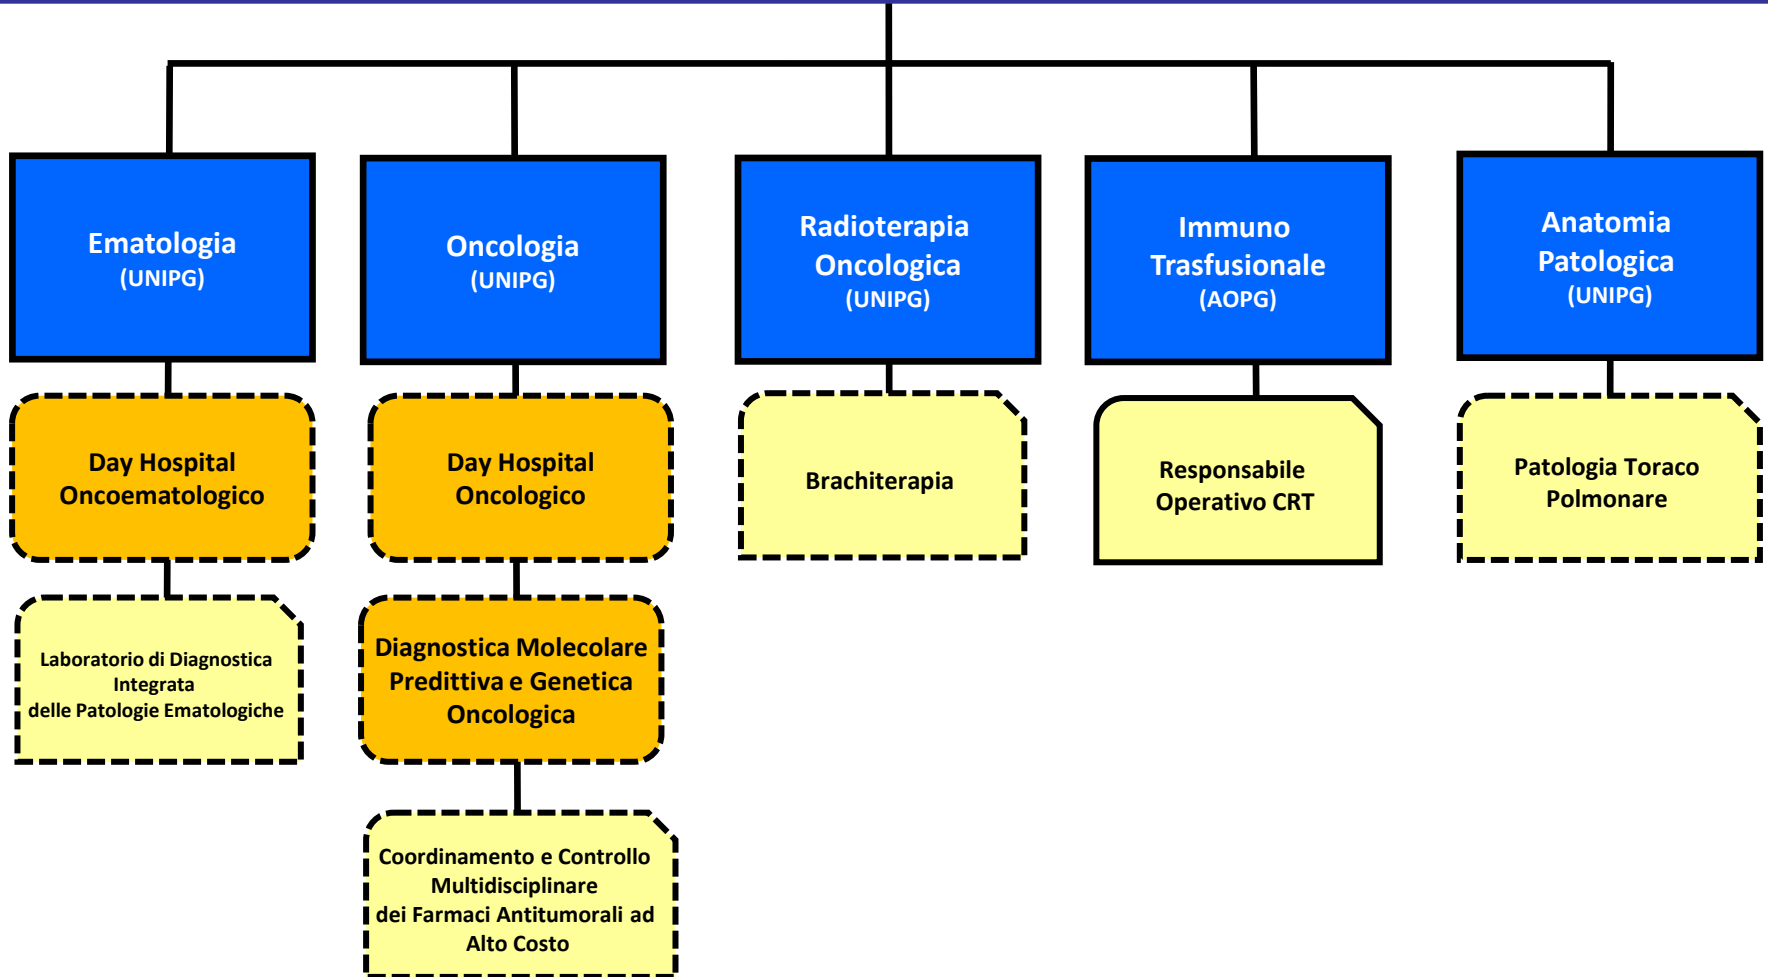 Ematologia
(UNIPG)
Oncologia
(UNIPG)
Radioterapia
Oncologica
(UNIPG)
Immuno
Trasfusionale
(AOPG)
Anatomia
Patologica
(UNIPG)
Day Hospital
Oncoematologico
Day Hospital
Oncologico
Brachiterapia
Responsabile
Operativo CRT
Patologia Toraco
Polmonare
Laboratorio di Diagnostica
Integrata
delle Patologie Ematologiche
Diagnostica Molecolare
Predittiva e Genetica
Oncologica
Coordinamento e Controllo
Multidisciplinare
dei Farmaci Antitumorali ad
Alto Costo